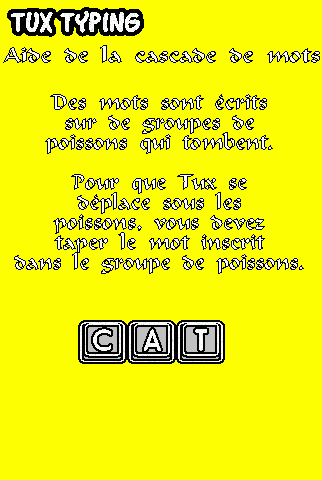 TUX TYPING
Aide de la cascade de mots
Des mots sont écrits
sur de groupes de
poissons qui tombent.
Pour que Tux se
déplace sous les
poissons, vous devez
taper le mot inscrit
dans le groupe de poissons.
CAT